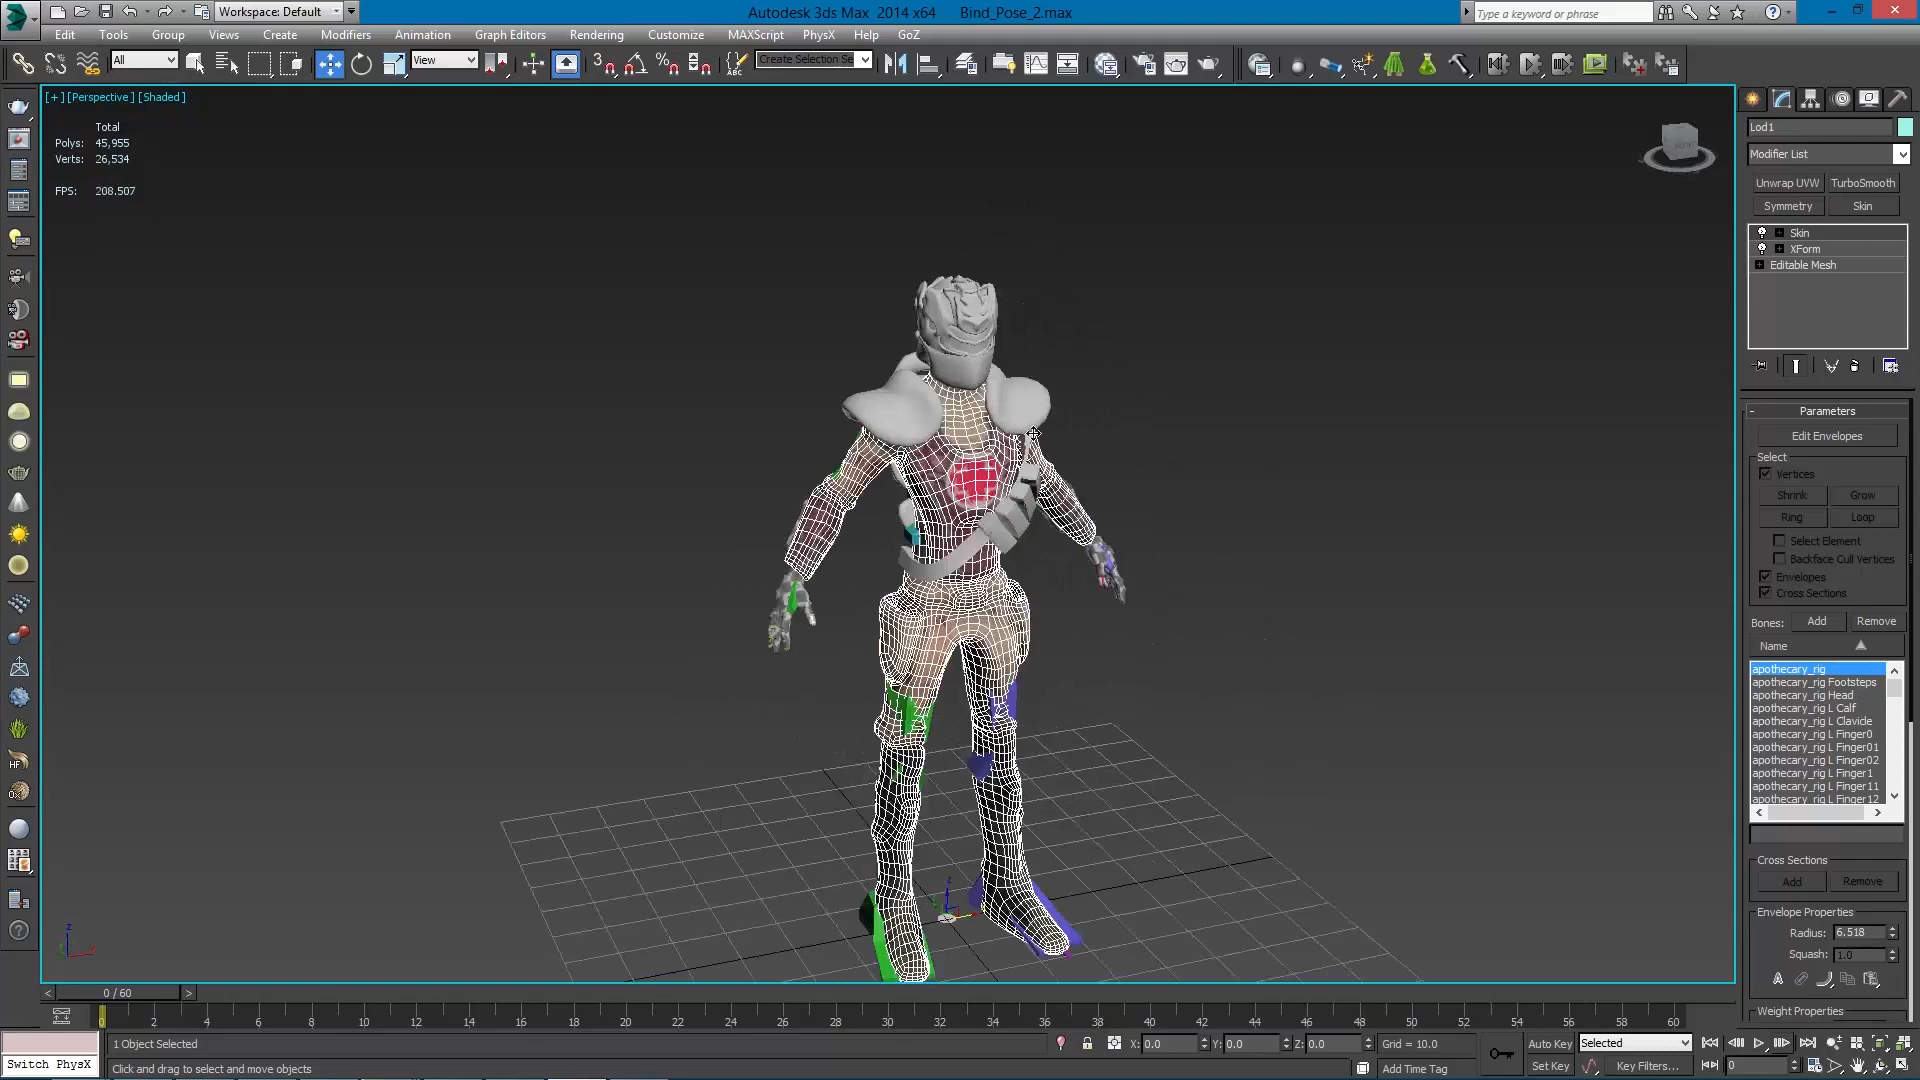 Workspace: Default
Autodesk 3ds Max 2014 x64 Bind_Pose_2.max
Type a keyword or phrase
Edit Tools Group Views Create Modifiers Animation Graph Editors Rendering Customize MAXScript PhysX Help GoZ
All
View
Create Selection Se
[+] [Perspective] [Shaded]
Total
Polys: 45,955
Verts: 26,534
FPS: 208.507
Lod1
Modifier List
Unwrap UVW TurboSmooth
Symmetry Skin
Skin
XForm
Editable Mesh
- Parameters
Edit Envelopes
Select
Vertices
Shrink Grow
Ring Loop
Select Element
Backface Cull Vertices
Envelopes
Cross Sections
Bones: Add Remove
Name
apothecary_rig
apothecary_rig Footsteps
apothecary_rig Head
apothecary_rig L Calf
apothecary_rig L Clavicle
apothecary_rig L Finger0
apothecary_rig L Finger01
apothecary_rig L Finger02
apothecary_rig L Finger1
apothecary_rig L Finger11
apothecary_rig L Finger12
Cross Sections
Add Remove
Envelope Properties
Radius: 6.518
Squash: 1.0
Weight Properties
z
z
< 0 / 60 >
0 2 4 6 8 10 12 14 16 18 20 22 24 26 28 30 32 34 36 38 40 42 44 46 48 50 52 54 56 58 60
1 Object Selected
X: 0.0 Y: 0.0 Z: 0.0 Grid = 10.0
Auto Key Selected
Switch PhysX
Click and drag to select and move objects
Add Time Tag
Set Key Key Filters... 0